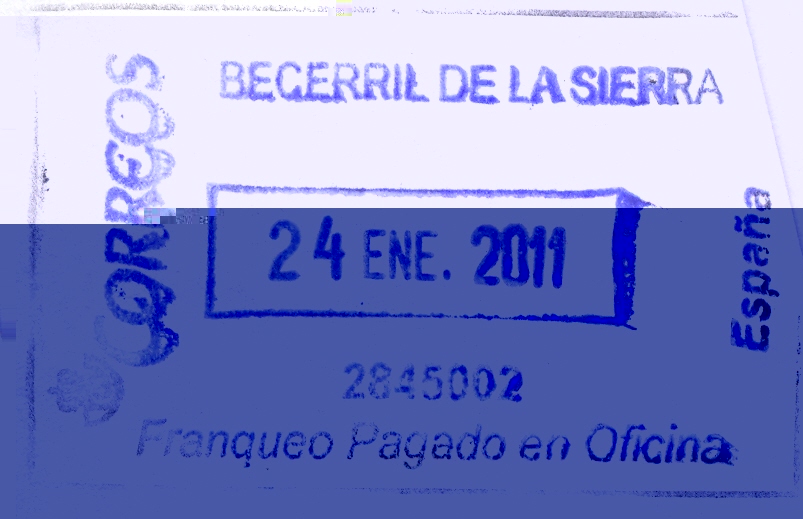 BECERRIL DE LA SIERRA
CORREOS
24 ENE. 2011
España
2845002
Franqueo Pagado en Oficina